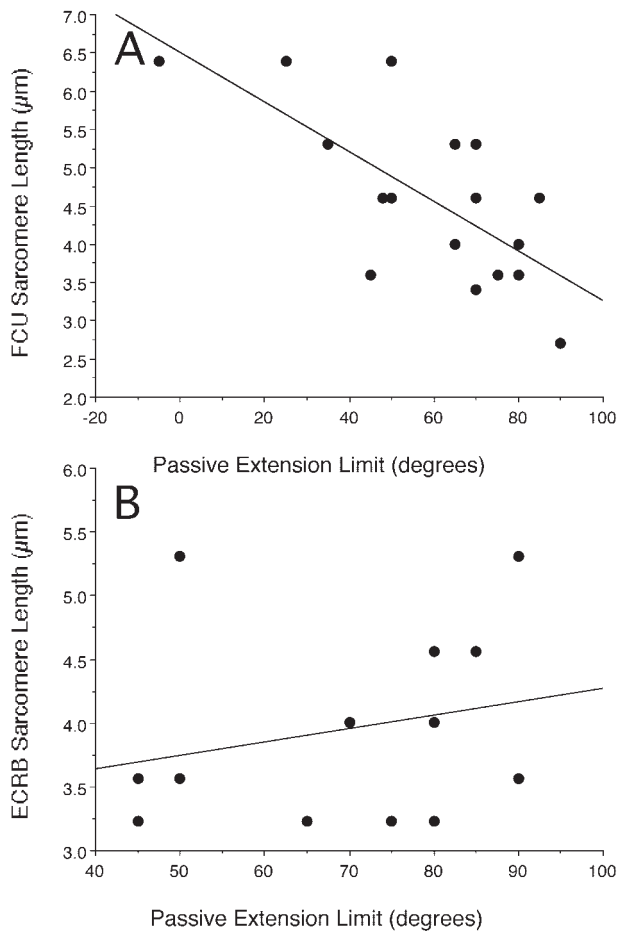 7.0
6.5
6.0
5.5
5.0
4.5
4.0
3.5
3.0
2.5
2.0
FCU Sarcomere Length (µm)
A
-20 0 20 40 60 80 100
Passive Extension Limit (degrees)
6.0
5.5
5.0
4.5
4.0
3.5
3.0
ECRB Sarcomere Length (µm)
B
40 50 60 70 80 90 100
Passive Extension Limit (degrees)